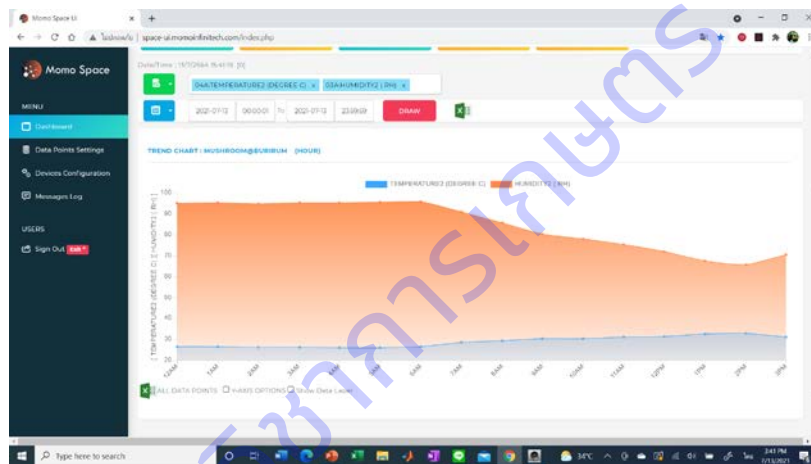 Momo Space UI
space-ui.momoinfinitech.com/index.php
Momo Space
MENU
Dashboard
Data Points Settings
Devices Configuration
Messages Log
USERS
Sign Out
04A.TEMPERATURE2 (DEGREE C) x 03A.HUMIDITY2 ( RH) x
2021-07-13 00:00:01 To 2021-07-13 23:59:59 DRAW
TREND CHART : MUSHROOM@BURIRUM (HOUR)
TEMPERATURE2 (DEGREE C) HUMIDITY2 ( RH)
[ TEMPERATURE2 (DEGREE C) ] [ HUMIDITY2 ( RH) ]
100
90
80
70
60
50
40
30
20
12AM 1AM 2AM 3AM 4AM 5AM 6AM 7AM 8AM 9AM 10AM 11AM 12PM 1PM 2PM 3PM
ALL DATA POINTS Y-AXIS OPTIONS Show Data Label
Type here to search
34°C
3:41 PM
7/13/2021
วิชาการเกษตร